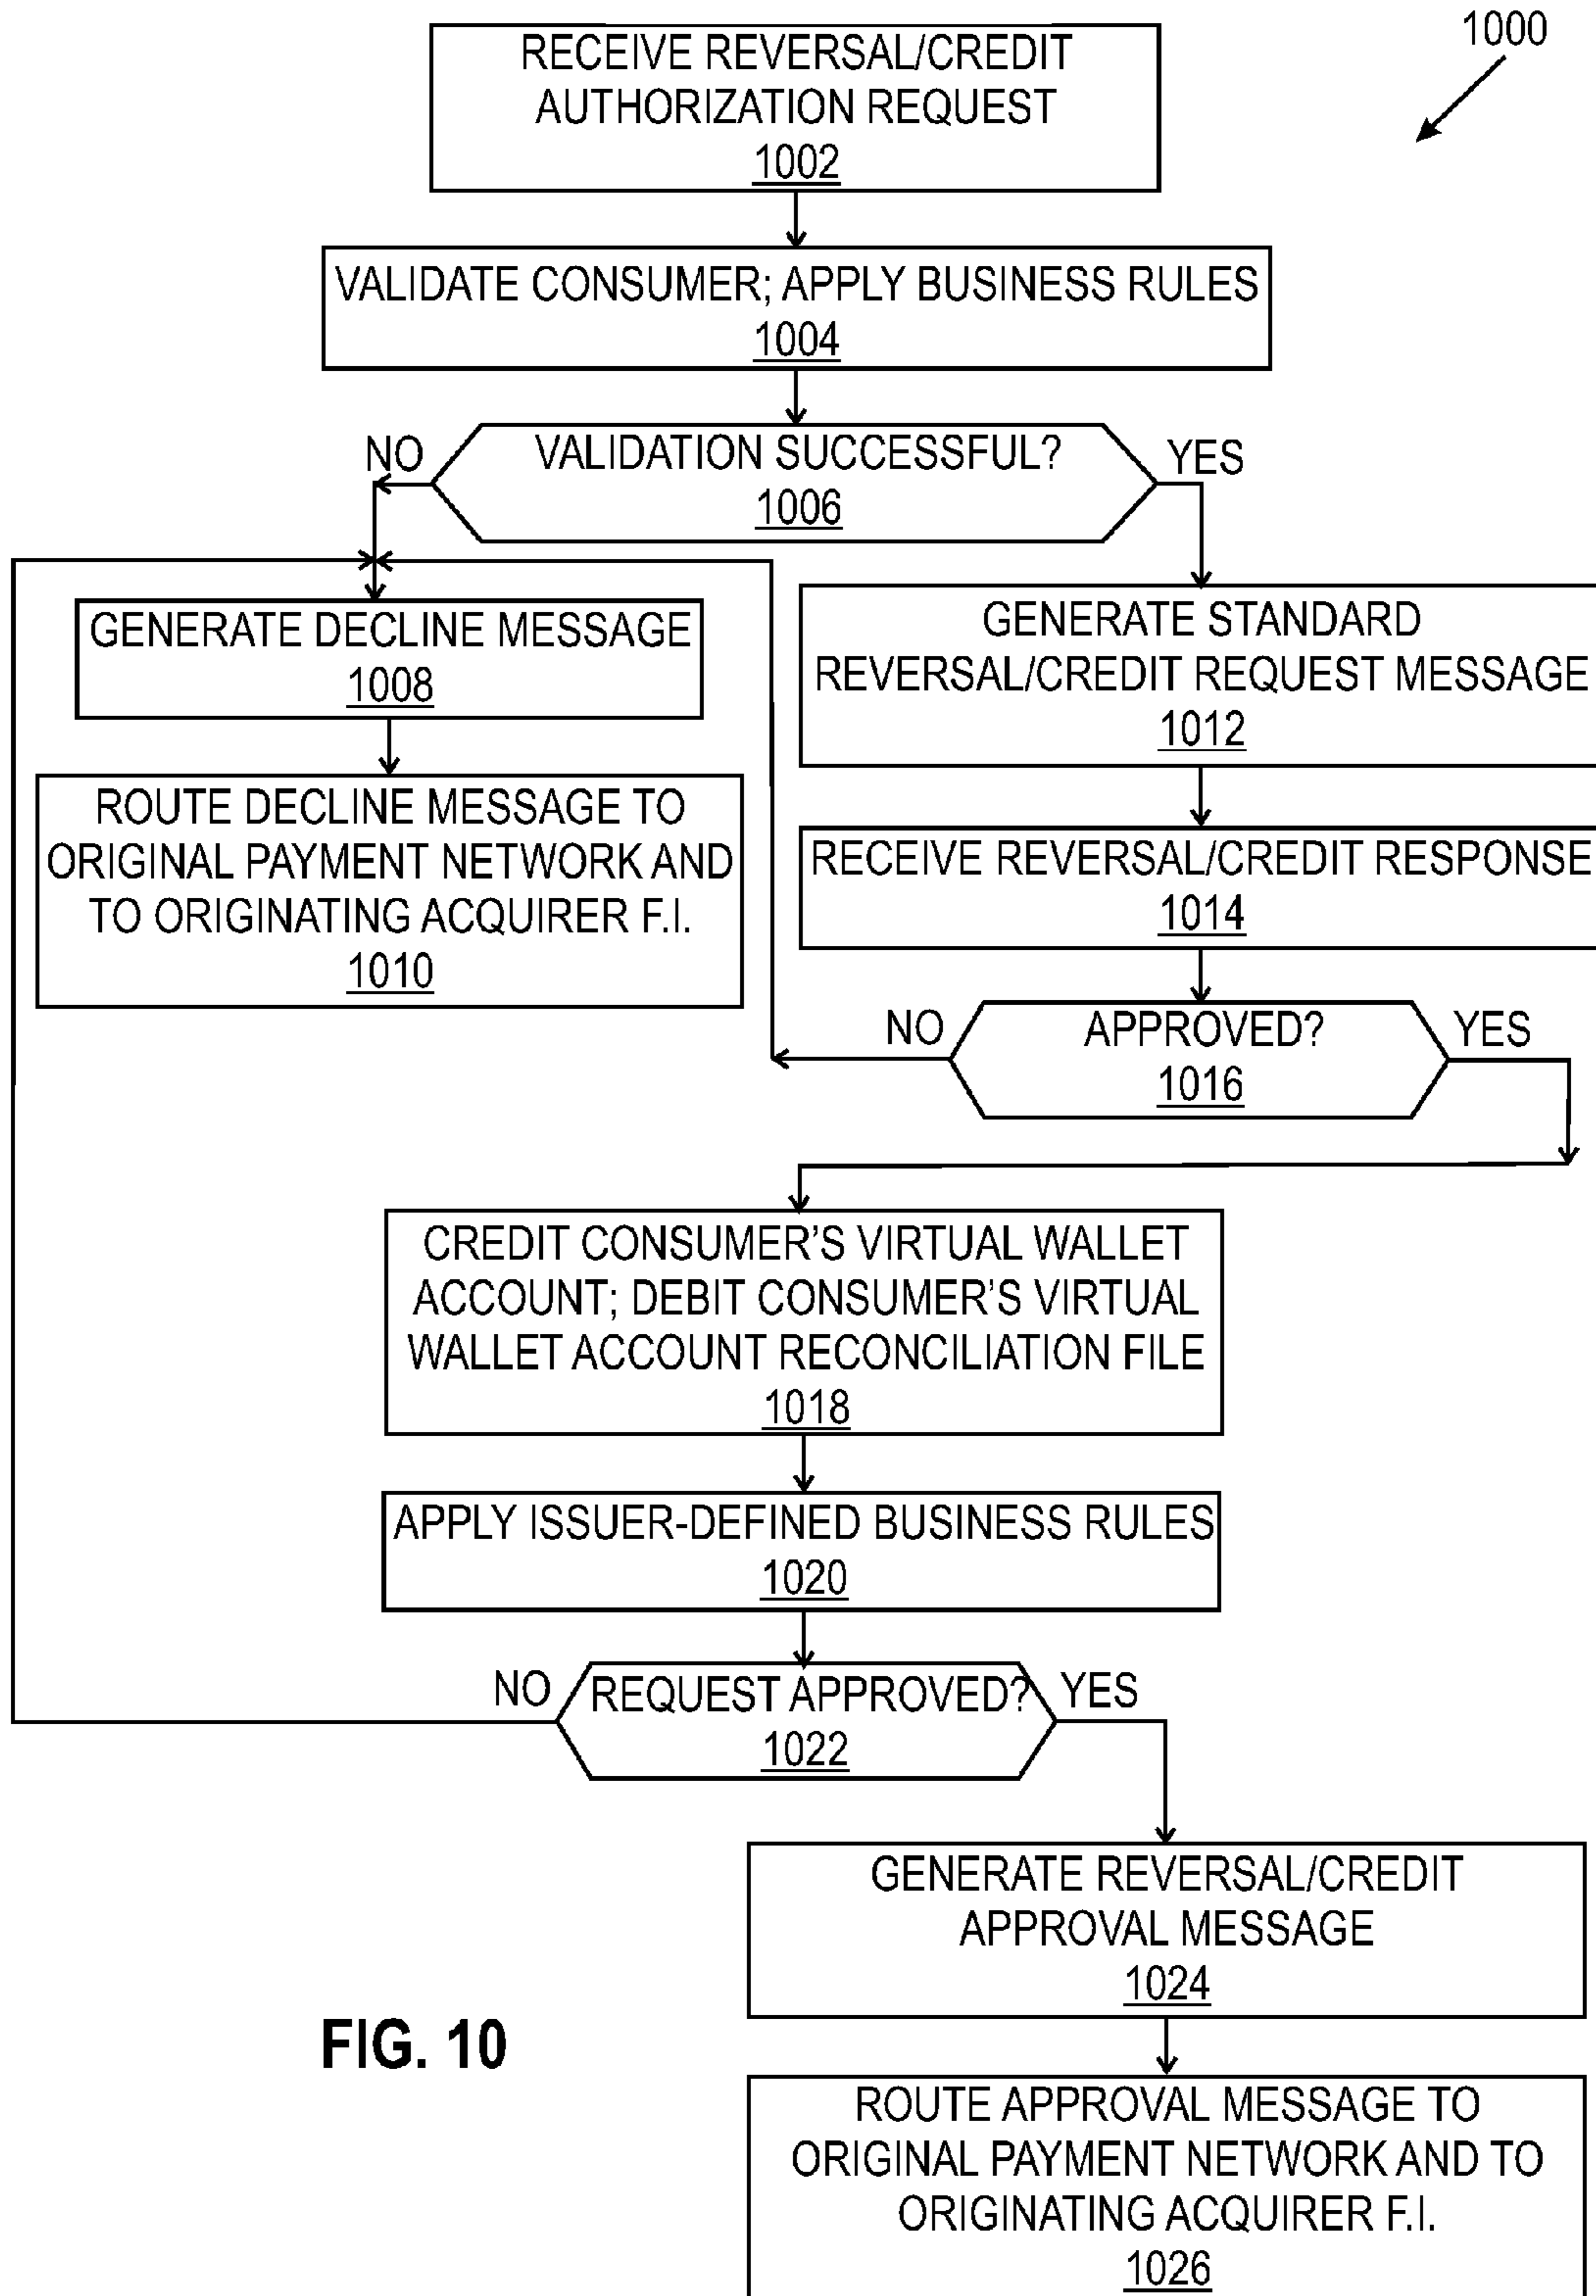 1000
RECEIVE REVERSAL/CREDIT
AUTHORIZATION REQUEST
1002
VALIDATE CONSUMER; APPLY BUSINESS RULES
1004
NO
VALIDATION SUCCESSFUL?
1006
YES
GENERATE DECLINE MESSAGE
1008
ROUTE DECLINE MESSAGE TO
ORIGINAL PAYMENT NETWORK AND
TO ORIGINATING ACQUIRER F.I.
1010
GENERATE STANDARD
REVERSAL/CREDIT REQUEST MESSAGE
1012
RECEIVE REVERSAL/CREDIT RESPONSE
1014
NO
APPROVED?
1016
YES
CREDIT CONSUMER'S VIRTUAL WALLET
ACCOUNT; DEBIT CONSUMER'S VIRTUAL
WALLET ACCOUNT RECONCILIATION FILE
1018
APPLY ISSUER-DEFINED BUSINESS RULES
1020
NO
REQUEST APPROVED?
1022
YES
GENERATE REVERSAL/CREDIT
APPROVAL MESSAGE
1024
ROUTE APPROVAL MESSAGE TO
ORIGINAL PAYMENT NETWORK AND TO
ORIGINATING ACQUIRER F.I.
1026
FIG. 10